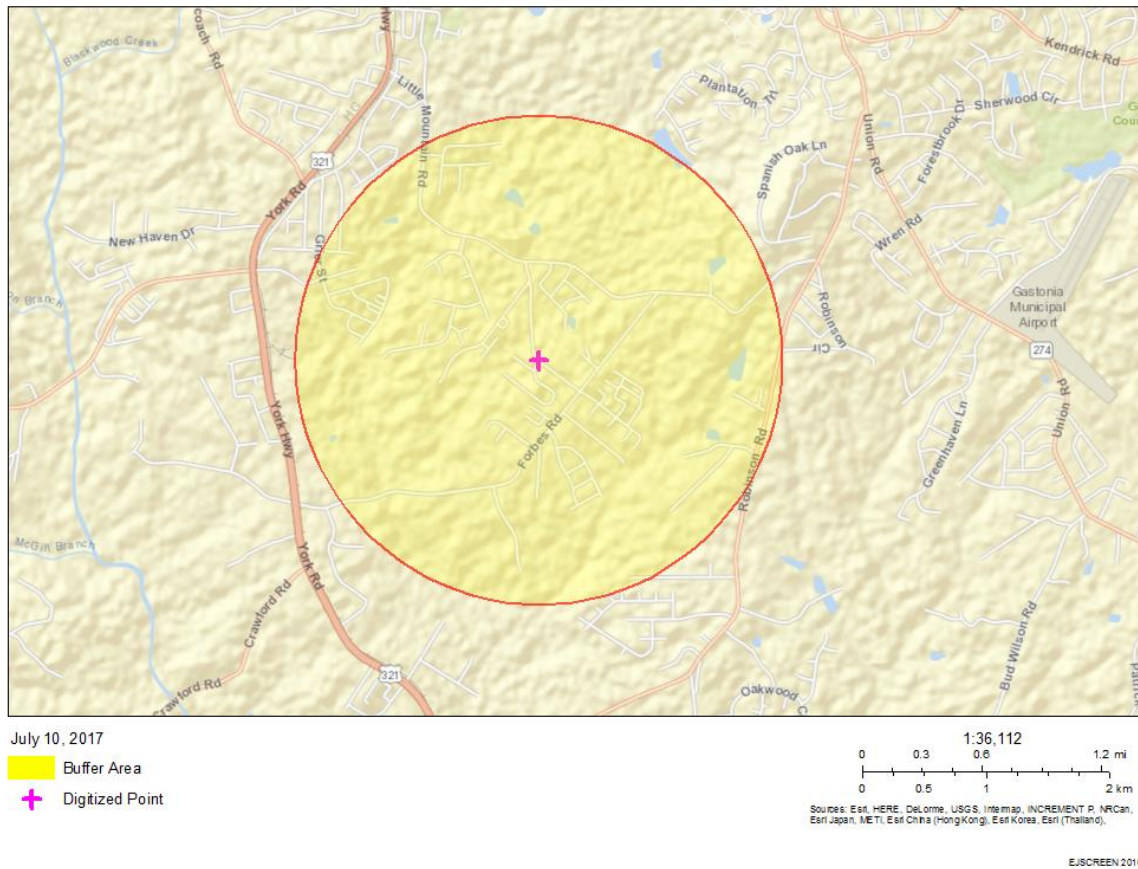 Blackwood Creek
coach Rd
Hwy
Kendrick Rd
Little
Mountain Rd
Plantation Trl
Sherwood Cir
Forestbrook Dr
Union Rd
321
York Rd
Spanish Oak Ln
New Haven Dr
Grier St
Wren Rd
Branch
Robinson
Cir
Gastonia
Municipal
Airport
274
York Hwy
Forbes Rd
Greenhaven Ln
Union Rd
Robinson Rd
McGill Branch
York Rd
Crawford Rd
Bud Wilson Rd
321
Crawford Rd
Oakwood C
July 10, 2017
Buffer Area
Digitized Point
1:36,112
0 0.3 0.6 1.2 mi
0 0.5 1 2 km
Sources: Esri, HERE, DeLorme, USGS, Intermap, INCREMENT P, NRCan,
Esri Japan, METI, Esri China (Hong Kong), Esri Korea, Esri (Thailand),
EJSCREEN 201